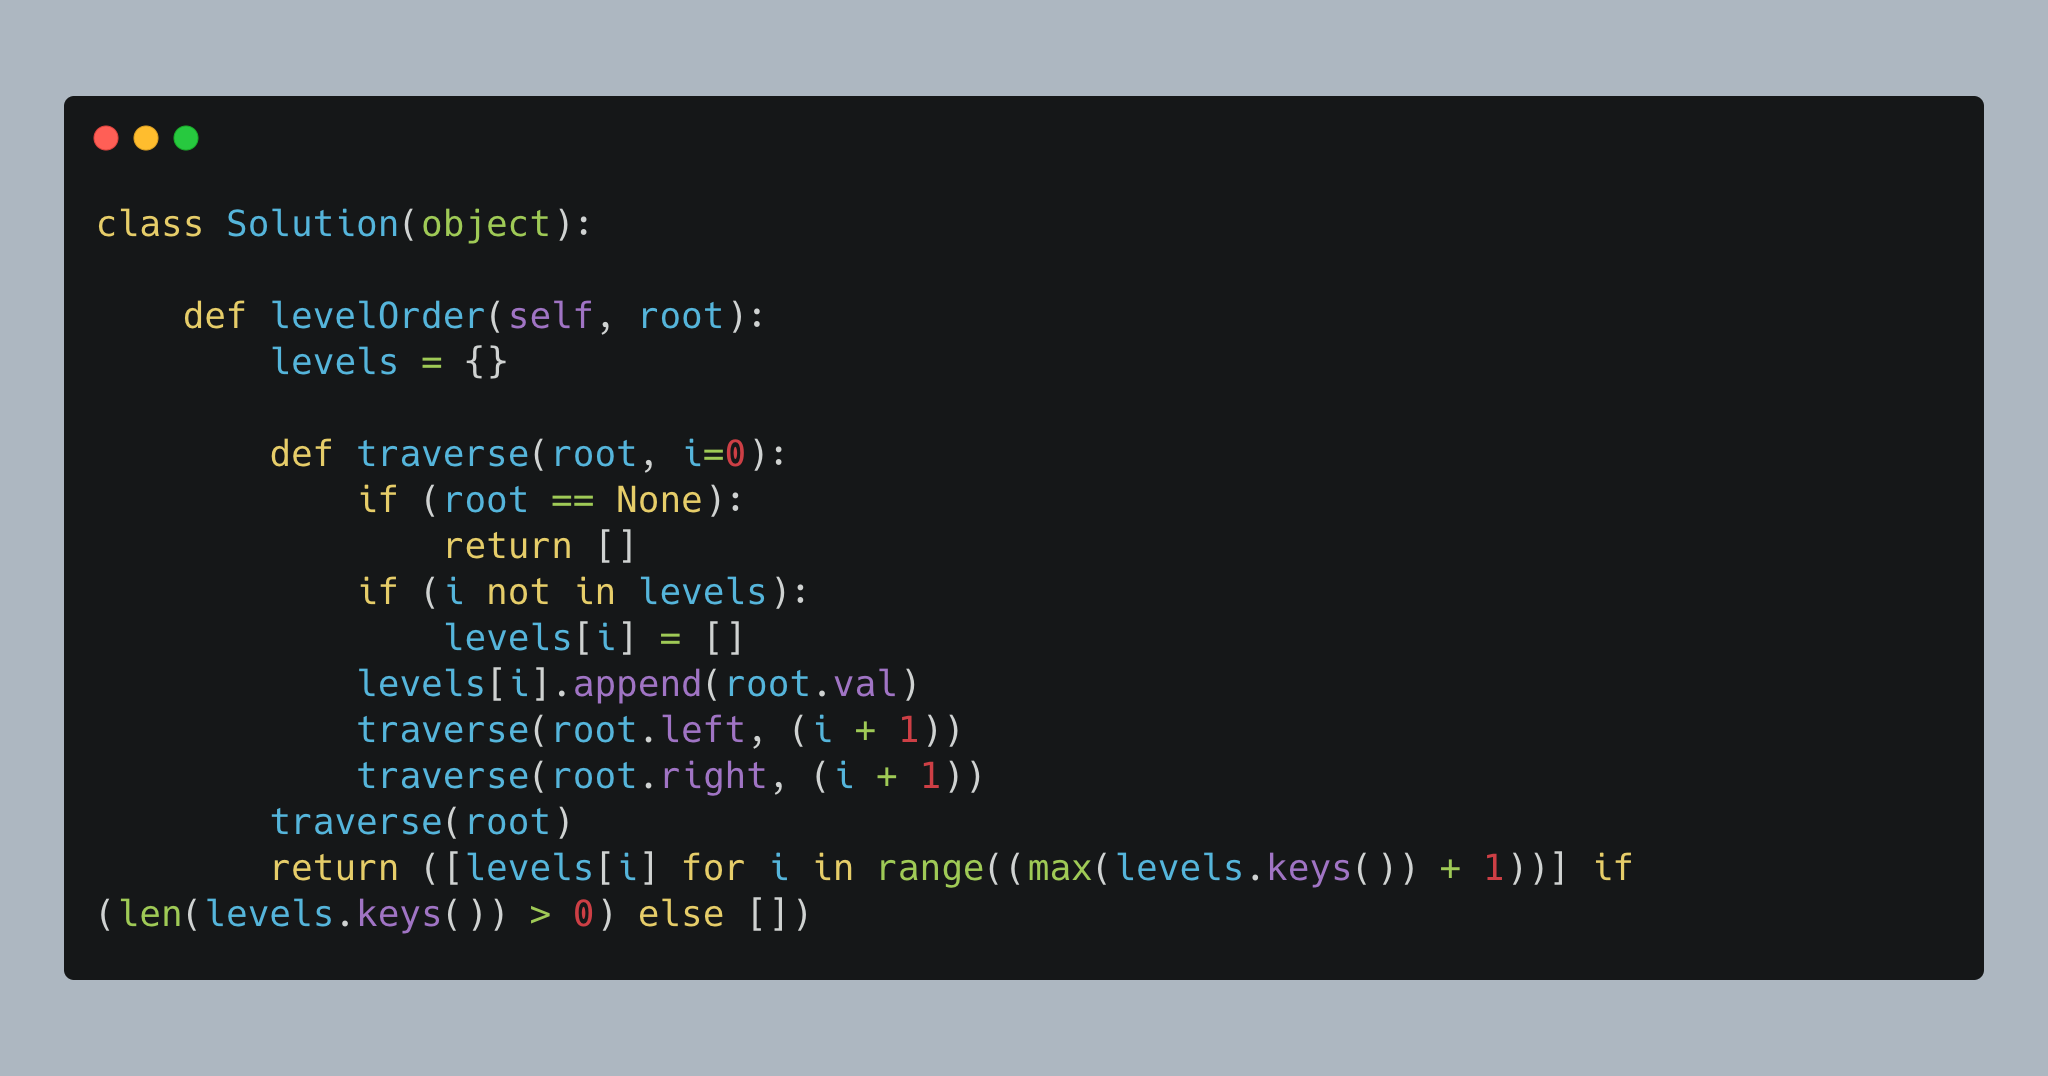 class Solution(object):

    def levelOrder(self, root):
        levels = {}

        def traverse(root, i=0):
            if (root == None):
                return []
            if (i not in levels):
                levels[i] = []
            levels[i].append(root.val)
            traverse(root.left, (i + 1))
            traverse(root.right, (i + 1))
        traverse(root)
        return ([levels[i] for i in range((max(levels.keys()) + 1))] if
(len(levels.keys()) > 0) else [])